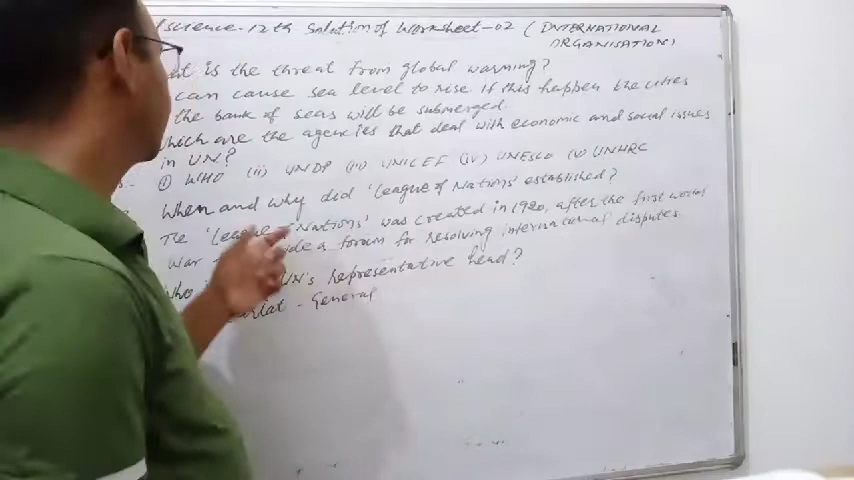 science-12th Solution of Worksheet-02 (INTERNATIONAL
ORGANISATION)
is the threat from global warming?
can cause sea level to rise if this happen the cities
the bank of seas will be submerged.
which are the agencies that deal with economic and social issues
in UN?
(i) WHO (ii) UNDP (iii) UNICEF (iv) UNESCO (v) UNHRC
When and why did 'League of Nations' established?
The 'League of Nations' was created in 1920, after the first world
War a forum for resolving international disputes.
Who UN's Representative head?
- General